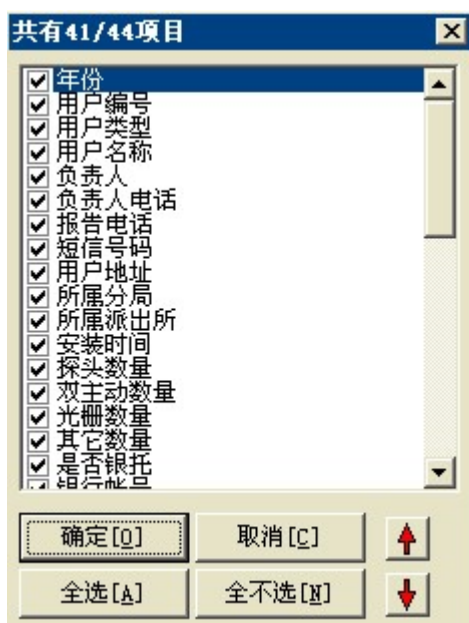 共有41/44项目
年份
用户编号
用户类型
用户名称
负责人
负责人电话
报告电话
短信号码
用户地址
所属分局
所属派出所
安装时间
探头数量
双主动数量
光栅数量
其它数量
是否银托
银行帐号
确定[O] 取消[C]
全选[A] 全不选[N]